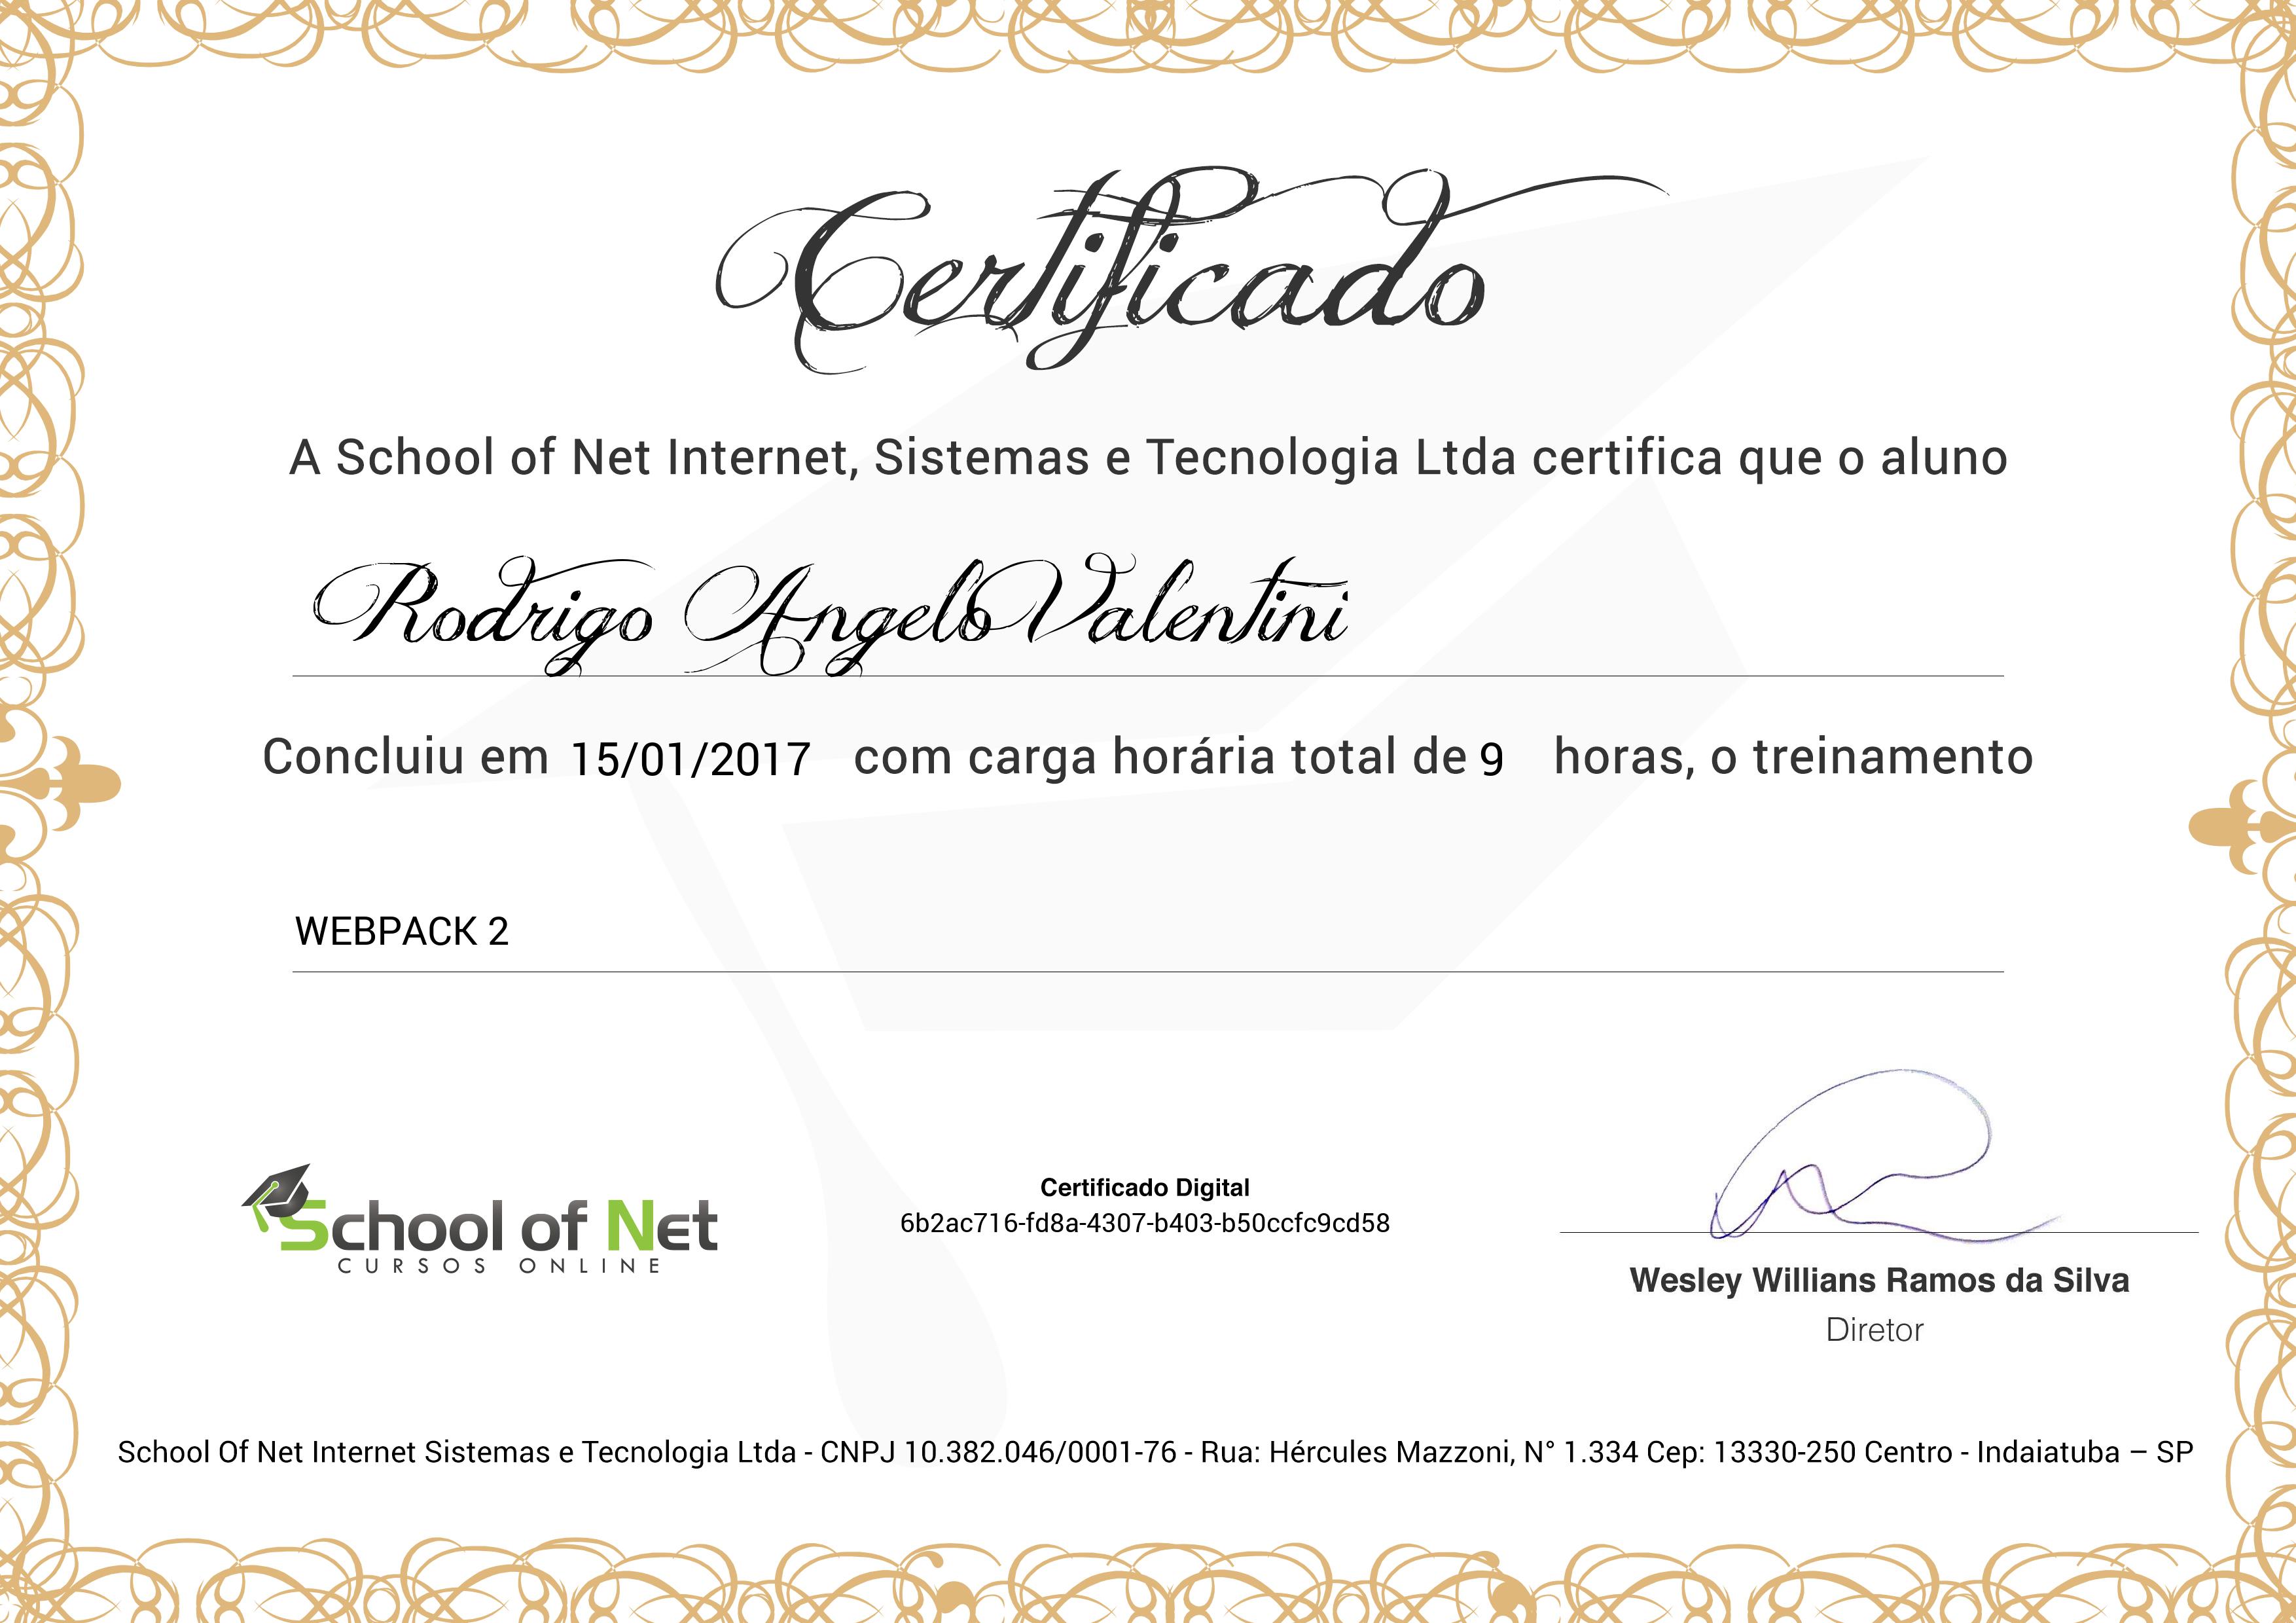 Certificado
A School of Net Internet, Sistemas e Tecnologia Ltda certifica que o aluno
Rodrigo Angelo Valentini
Concluiu em 15/01/2017 com carga horária total de 9 horas, o treinamento
WEBPACK 2
School of Net
CURSOS ONLINE
Certificado Digital
6b2ac716-fd8a-4307-b403-b50ccfc9cd58
Wesley Willians Ramos da Silva
Diretor
School Of Net Internet Sistemas e Tecnologia Ltda - CNPJ 10.382.046/0001-76 - Rua: Hércules Mazzoni, N° 1.334 Cep: 13330-250 Centro - Indaiatuba – SP